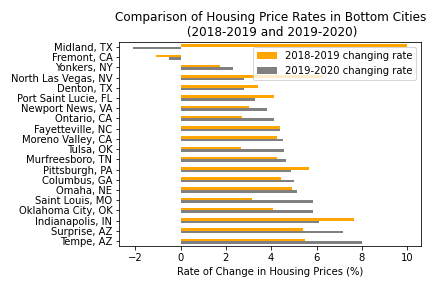 Comparison of Housing Price Rates in Bottom Cities
(2018-2019 and 2019-2020)
Midland, TX
Fremont, CA
Yonkers, NY
North Las Vegas, NV
Denton, TX
Port Saint Lucie, FL
Newport News, VA
Ontario, CA
Fayetteville, NC
Moreno Valley, CA
Tulsa, OK
Murfreesboro, TN
Pittsburgh, PA
Columbus, GA
Omaha, NE
Saint Louis, MO
Oklahoma City, OK
Indianapolis, IN
Surprise, AZ
Tempe, AZ
2018-2019 changing rate
2019-2020 changing rate
−2 0 2 4 6 8 10
Rate of Change in Housing Prices (%)